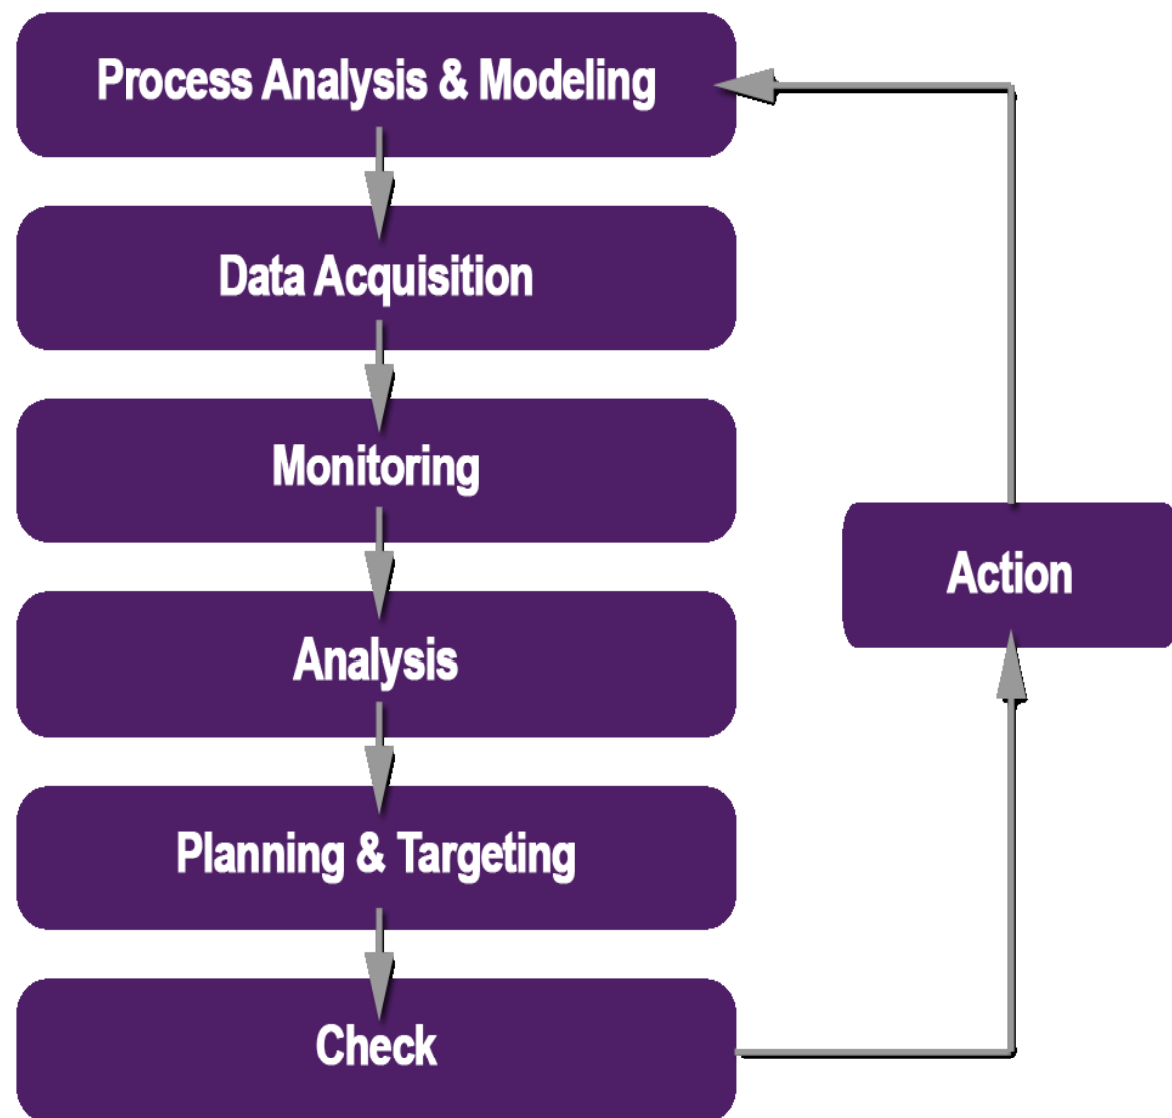 Process Analysis & Modeling
Data Acquisition
Monitoring
Analysis
Planning & Targeting
Check
Action